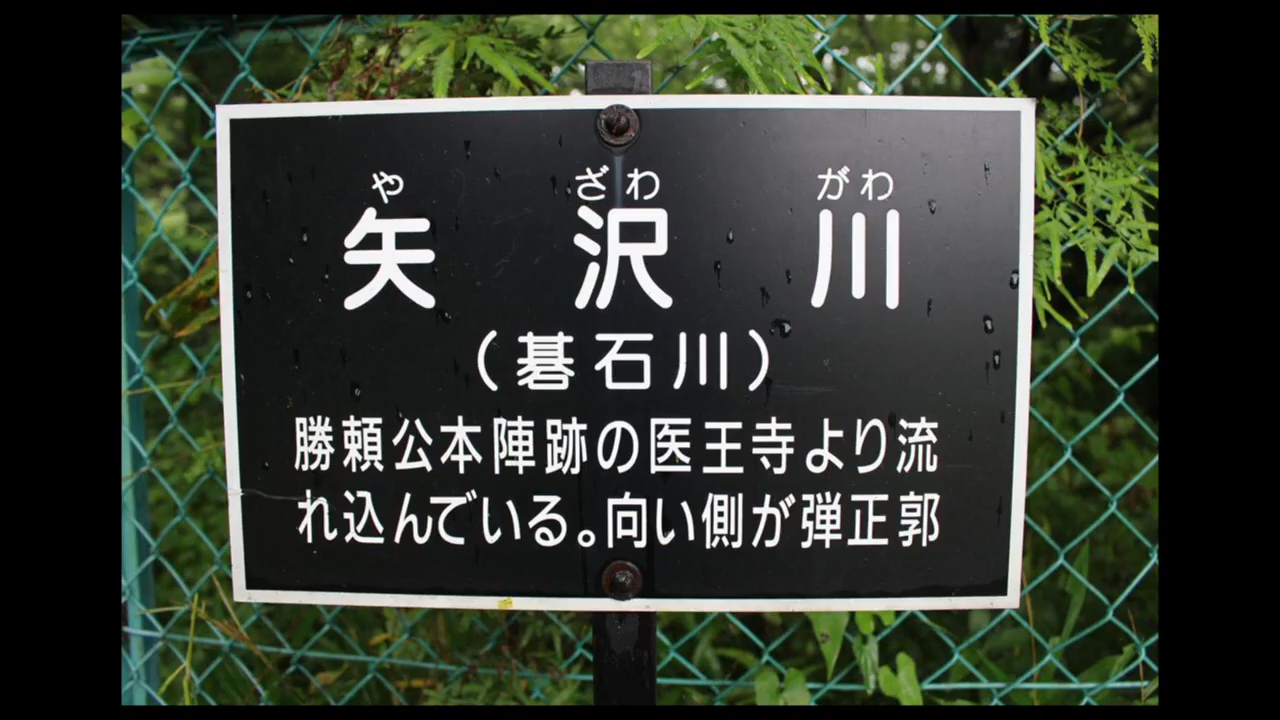 や ざわ がわ
矢沢川
（碁石川）
勝頼公本陣跡の医王寺より流
れ込んでいる。向い側が弾正郭